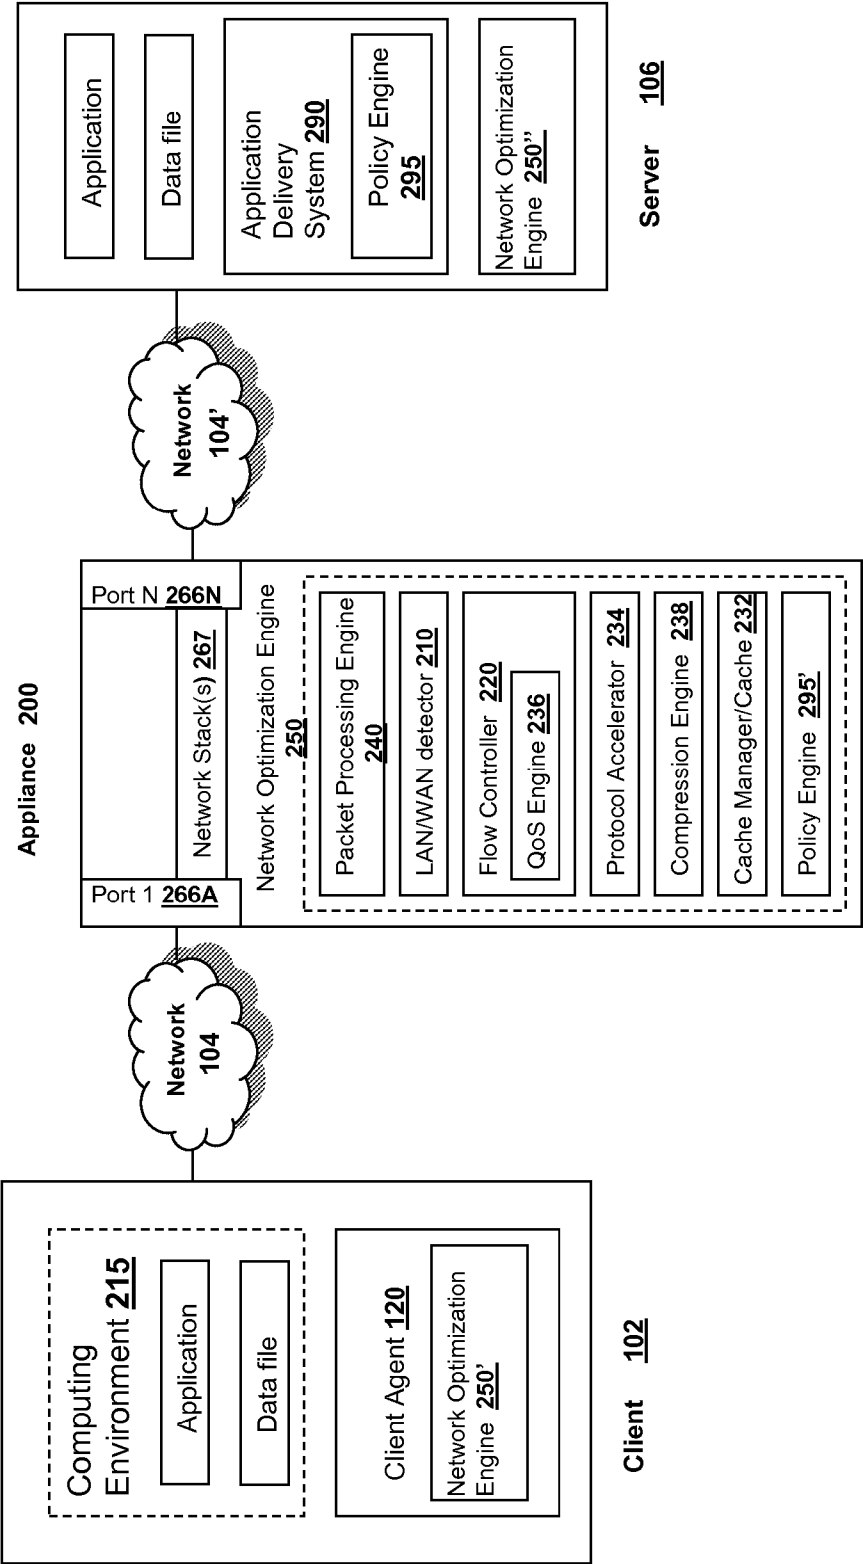 Appliance 200
Client 102
Computing
Environment 215
Application
Data file
Client Agent 120
Network Optimization
Engine 250'
Network
104
Port 1 266A
Port N 266N
Network Stack(s) 267
Network Optimization Engine
250
Packet Processing Engine
240
LAN/WAN detector 210
Flow Controller 220
QoS Engine 236
Protocol Accelerator 234
Compression Engine 238
Cache Manager/Cache 232
Policy Engine 295'
Network
104'
Application
Data file
Application
Delivery
System 290
Policy Engine
295
Network Optimization
Engine 250''
Server 106